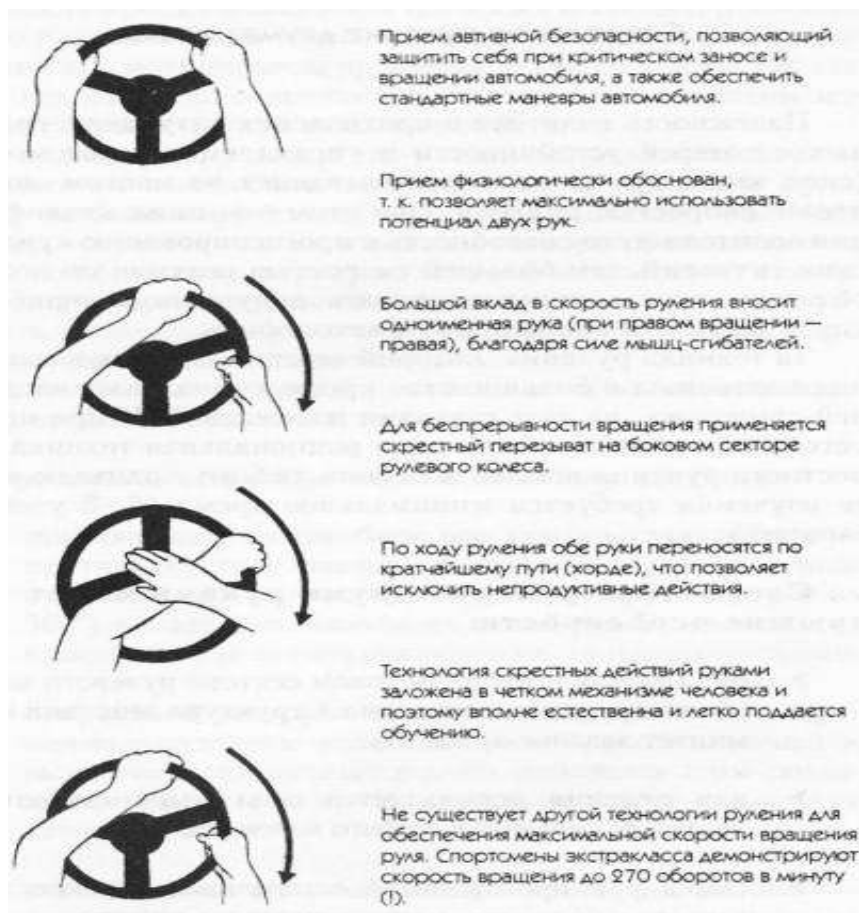 Прием автивной безопасности, позволяющий
защитить себя при критическом заносе и
вращении автомобиля, а также обеспечить
стандартные маневры автомобиля.
Прием физиологически обоснован,
т. к. позволяет максимально использовать
потенциал двух рук.
Большой вклад в скорость руления вносит
одноименная рука (при правом вращении —
правая), благодаря силе мышц-сгибателей.
Для беспрерывности вращения применяется
скрестный перехват на боковом секторе
рулевого колеса.
По ходу руления обе руки переносятся по
кратчайшему пути (хорде), что позволяет
исключить непродуктивные действия.
Технология скрестных действий руками
заложена в четком механизме человека и
поэтому вполне естественна и легко поддается
обучению.
Не существует другой технологии руления для
обеспечения максимальной скорости вращения
руля. Спортсмены экстракласса демонстрируют
скорость вращения до 270 оборотов в минуту
(!).